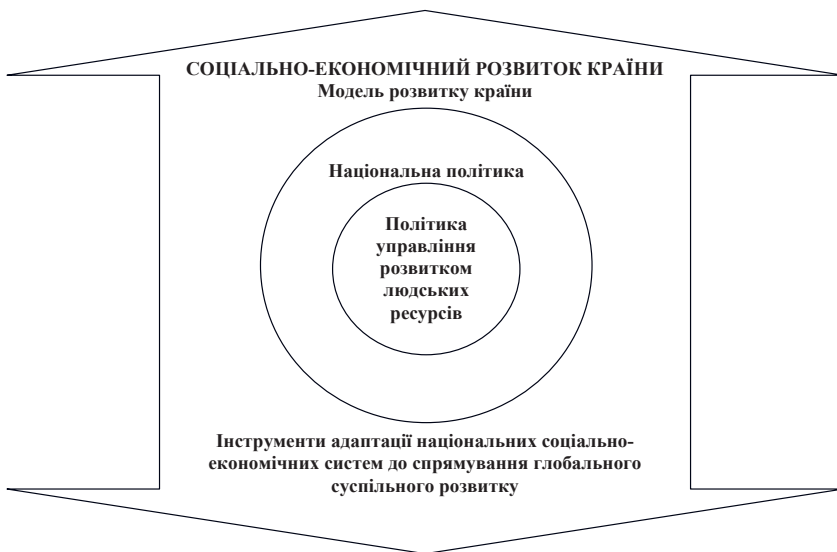 СОЦІАЛЬНО-ЕКОНОМІЧНИЙ РОЗВИТОК КРАЇНИ
Модель розвитку країни
Національна політика
Політика
управління
розвитком
людських
ресурсів
Інструменти адаптації національних соціально-
економічних систем до спрямування глобального
суспільного розвитку